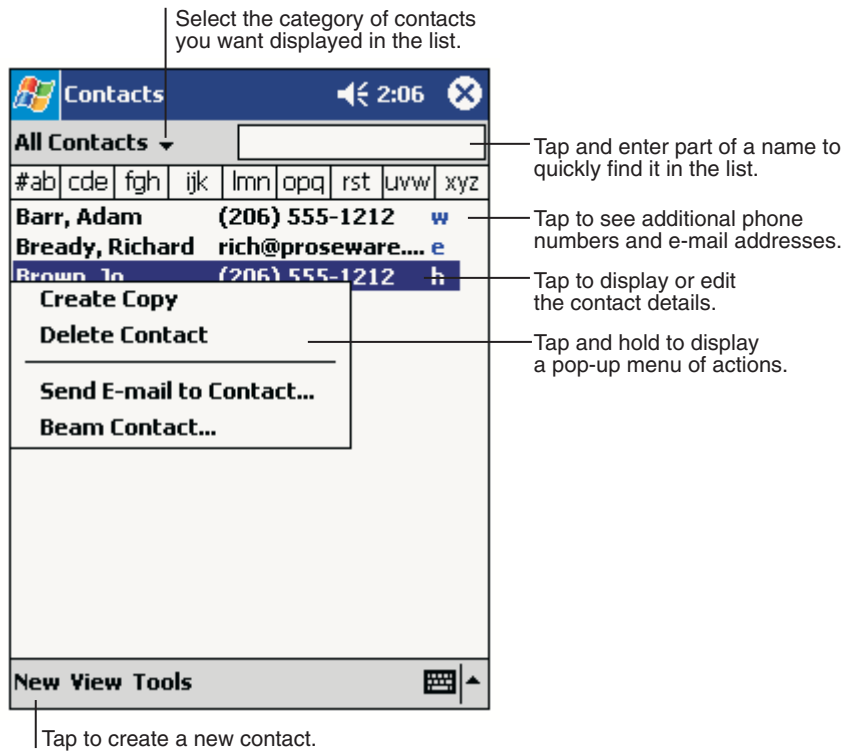 Select the category of contacts
you want displayed in the list.
Contacts 2:06
All Contacts
Tap and enter part of a name to
quickly find it in the list.
#ab cde fgh ijk lmn opq rst uvw xyz
Barr, Adam (206) 555-1212 w
Tap to see additional phone
numbers and e-mail addresses.
Bready, Richard rich@proseware.... e
Brown, Jo (206) 555-1212 h
Tap to display or edit
the contact details.
Create Copy
Delete Contact
Tap and hold to display
a pop-up menu of actions.
Send E-mail to Contact...
Beam Contact...
New View Tools
Tap to create a new contact.